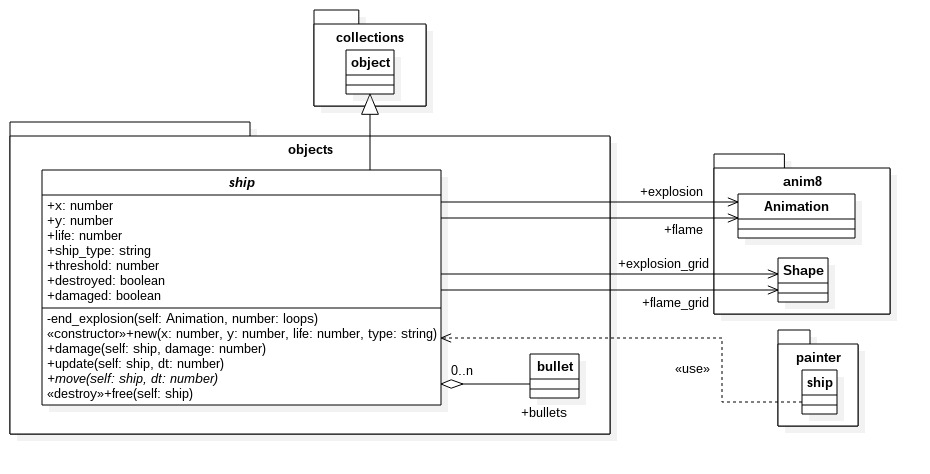 collections
object
objects
ship
+x: number
+y: number
+life: number
+ship_type: string
+threshold: number
+destroyed: boolean
+damaged: boolean
-end_explosion(self: Animation, number: loops)
«constructor»+new(x: number, y: number, life: number, type: string)
+damage(self: ship, damage: number)
+update(self: ship, dt: number)
+move(self: ship, dt: number)
«destroy»+free(self: ship)
0..n
bullet
+bullets
+explosion
+flame
+explosion_grid
+flame_grid
anim8
Animation
Shape
«use»
painter
ship